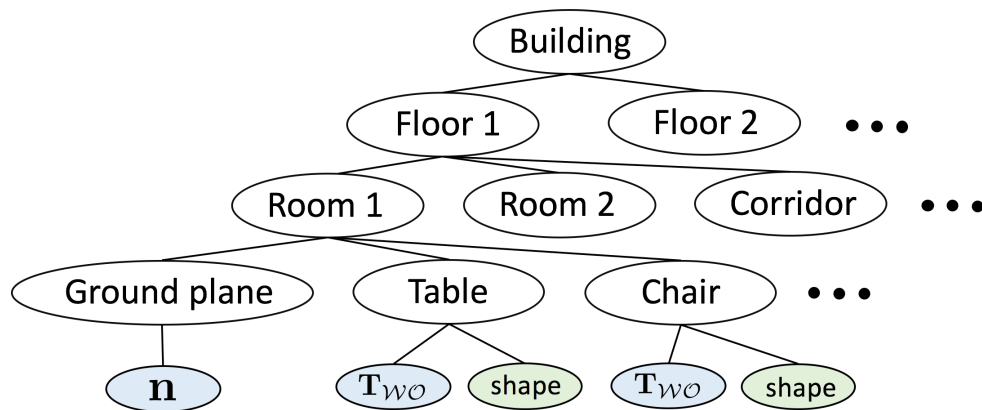 Building
Floor 1 Floor 2 •••
Room 1 Room 2 Corridor •••
Ground plane Table Chair •••
n T𝒲𝒪 shape T𝒲𝒪 shape